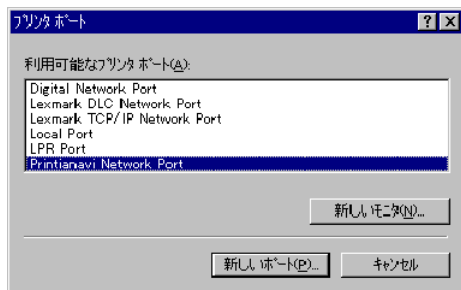 プリンタ ポート
利用可能なプリンタ ポート(A):
Digital Network Port
Lexmark DLC Network Port
Lexmark TCP/IP Network Port
Local Port
LPR Port
Printianavi Network Port
新しいモニタ(N)...
新しいポート(P)... キャンセル